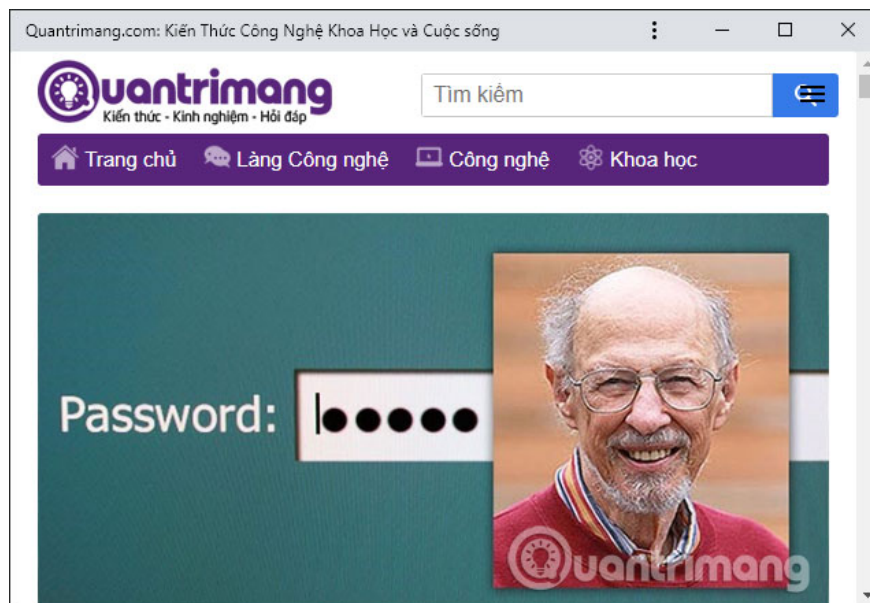 Quantrimang.com: Kiến Thức Công Nghệ Khoa Học và Cuộc sống
Quantrimang
Kiến thức - Kinh nghiệm - Hỏi đáp
Tìm kiếm
Trang chủ Làng Công nghệ Công nghệ Khoa học
Password:
Quantrimang